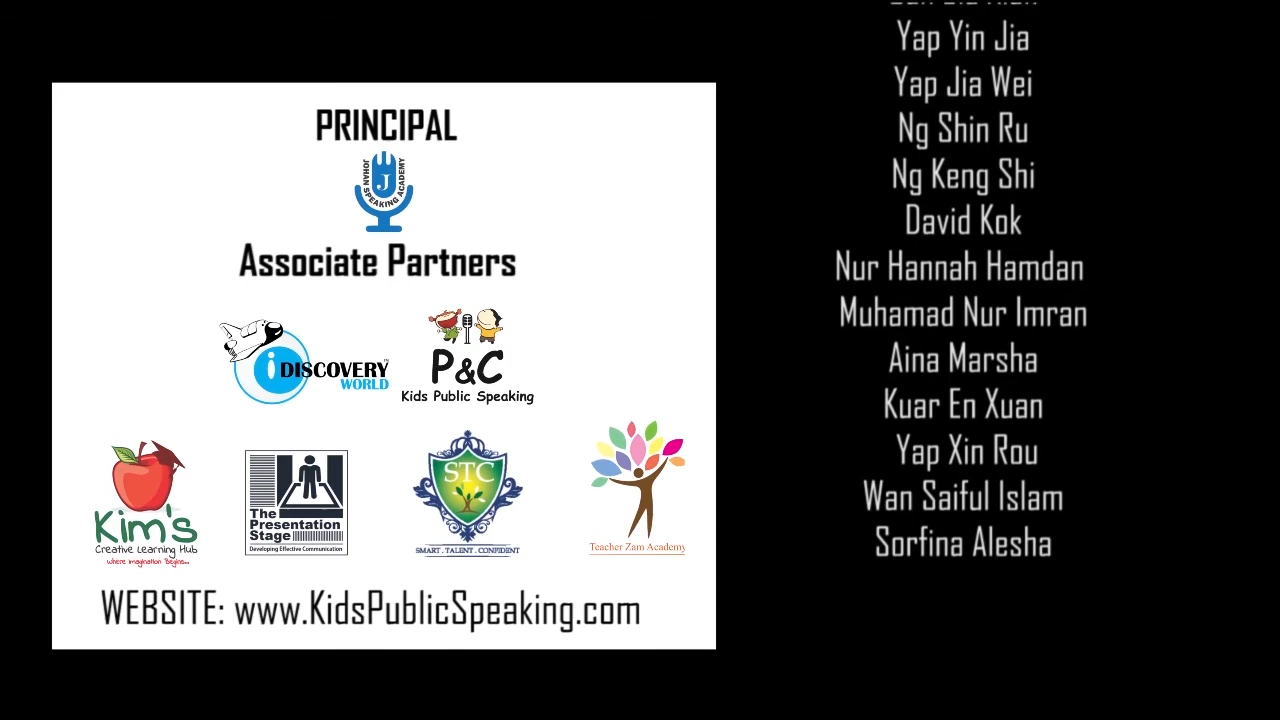 PRINCIPAL
JOHAN SPEAKING ACADEMY
J
Associate Partners
i DISCOVERY
WORLD
P&C
Kids Public Speaking
Kim's
Creative Learning Hub
Where Imagination Begins...
The
Presentation
Stage
Developing Effective Communication
STC
SMART . TALENT . CONFIDENT
Teacher Zam Academy
WEBSITE: www.KidsPublicSpeaking.com
Yap Yin Jia
Yap Jia Wei
Ng Shin Ru
Ng Keng Shi
David Kok
Nur Hannah Hamdan
Muhamad Nur Imran
Aina Marsha
Kuar En Xuan
Yap Xin Rou
Wan Saiful Islam
Sorfina Alesha